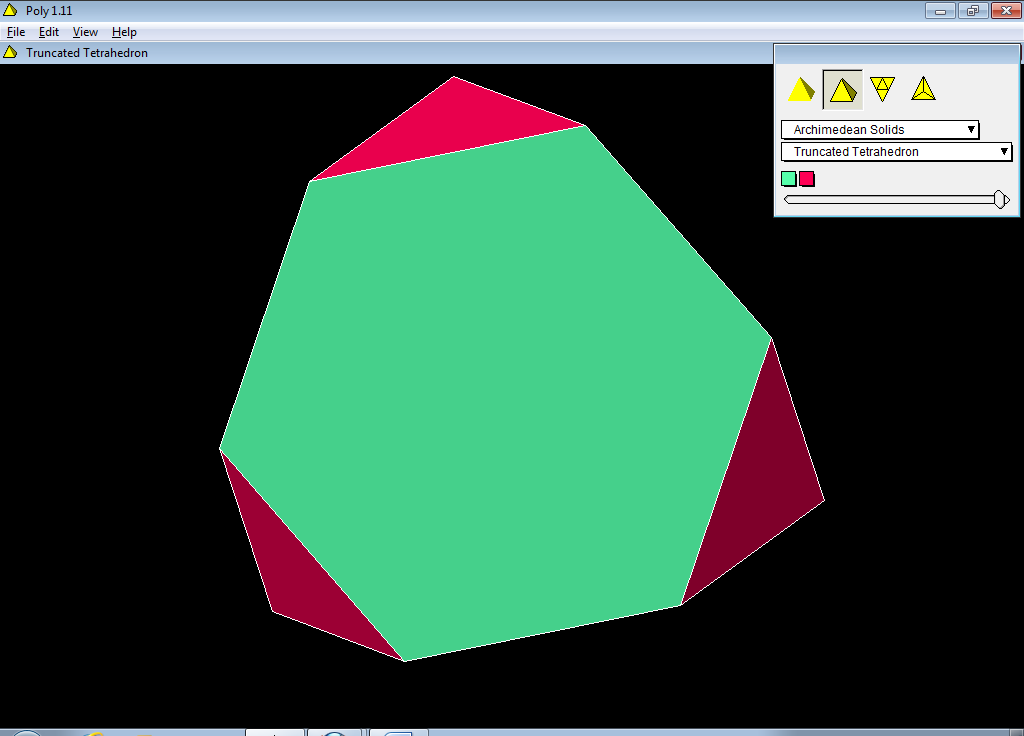 Poly 1.11
File Edit View Help
Truncated Tetrahedron
Archimedean Solids
Truncated Tetrahedron